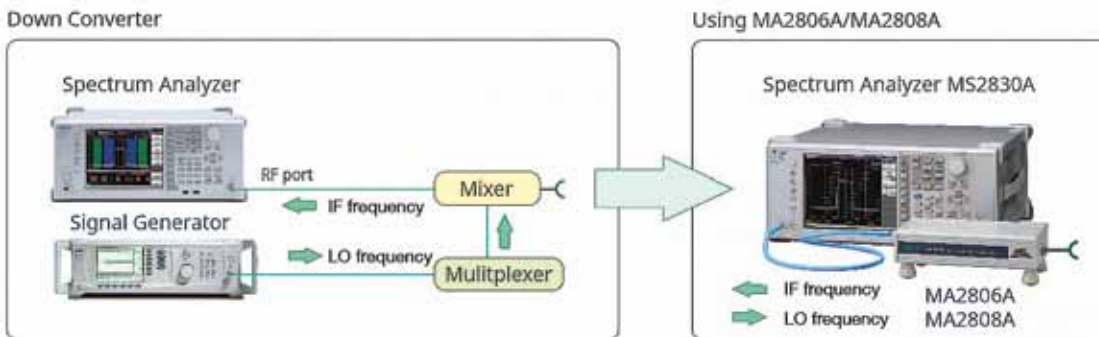 Down Converter
Spectrum Analyzer
RF port
Mixer
IF frequency
Signal Generator
LO frequency
Mulitplexer
Using MA2806A/MA2808A
Spectrum Analyzer MS2830A
IF frequency
MA2806A
LO frequency
MA2808A